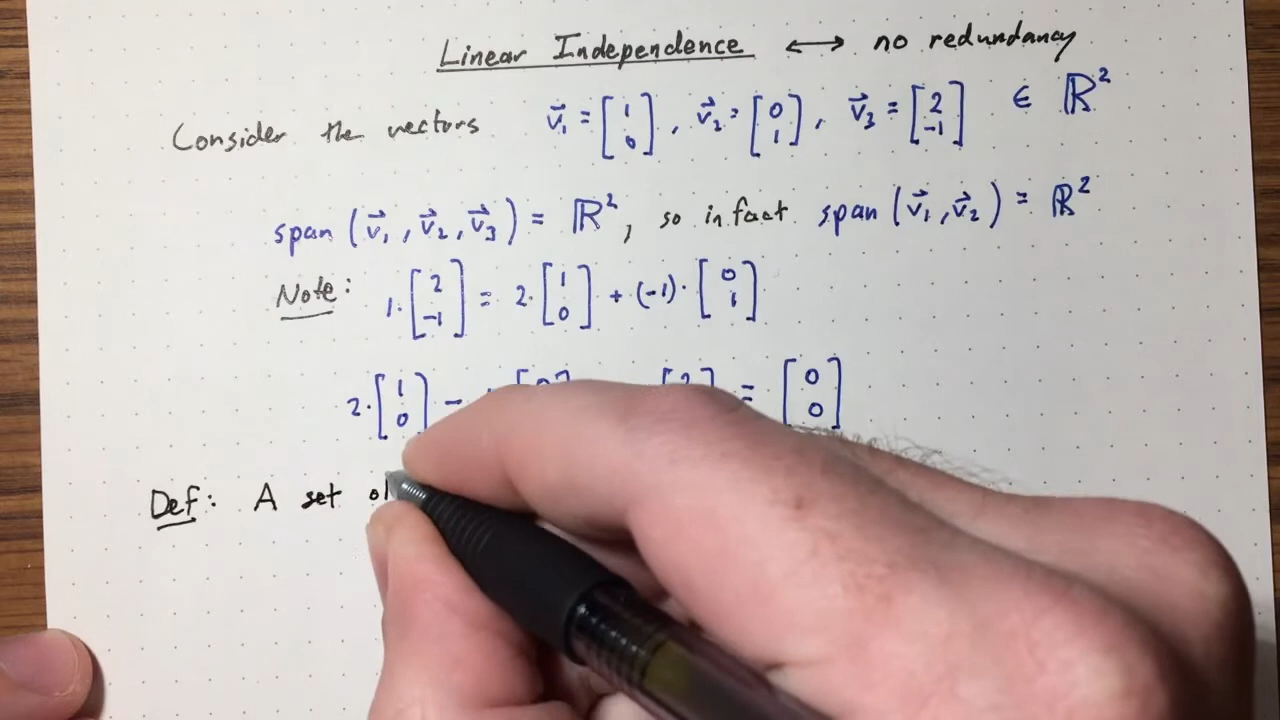 Linear Independence ⟷ no redundancy
Consider the vectors v⃗₁ = [1 0], v⃗₂ = [0 1], v⃗₃ = [2 -1] ∈ ℝ²
span (v⃗₁, v⃗₂, v⃗₃) = ℝ², so in fact span (v⃗₁, v⃗₂) = ℝ²
Note: 1·[2 -1] = 2·[1 0] + (-1)·[0 1]
2·[1 0] - = [0 0]
Def: A set